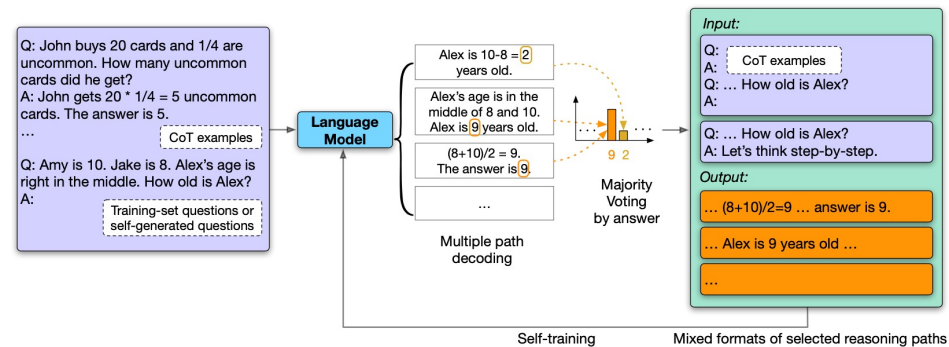 Q: John buys 20 cards and 1/4 are
uncommon. How many uncommon
cards did he get?
A: John gets 20 * 1/4 = 5 uncommon
cards. The answer is 5.
...
CoT examples
Q: Amy is 10. Jake is 8. Alex's age is
right in the middle. How old is Alex?
A:
Training-set questions or
self-generated questions
Language
Model
Alex is 10-8 = 2
years old.
Alex's age is in the
middle of 8 and 10.
Alex is 9 years old.
(8+10)/2 = 9.
The answer is 9.
...
Multiple path
decoding
... ...
9 2
Majority
Voting
by answer
Input:
Q:
A:
CoT examples
Q: ... How old is Alex?
A:
Q: ... How old is Alex?
A: Let's think step-by-step.
Output:
... (8+10)/2=9 ... answer is 9.
... Alex is 9 years old ...
...
Self-training
Mixed formats of selected reasoning paths